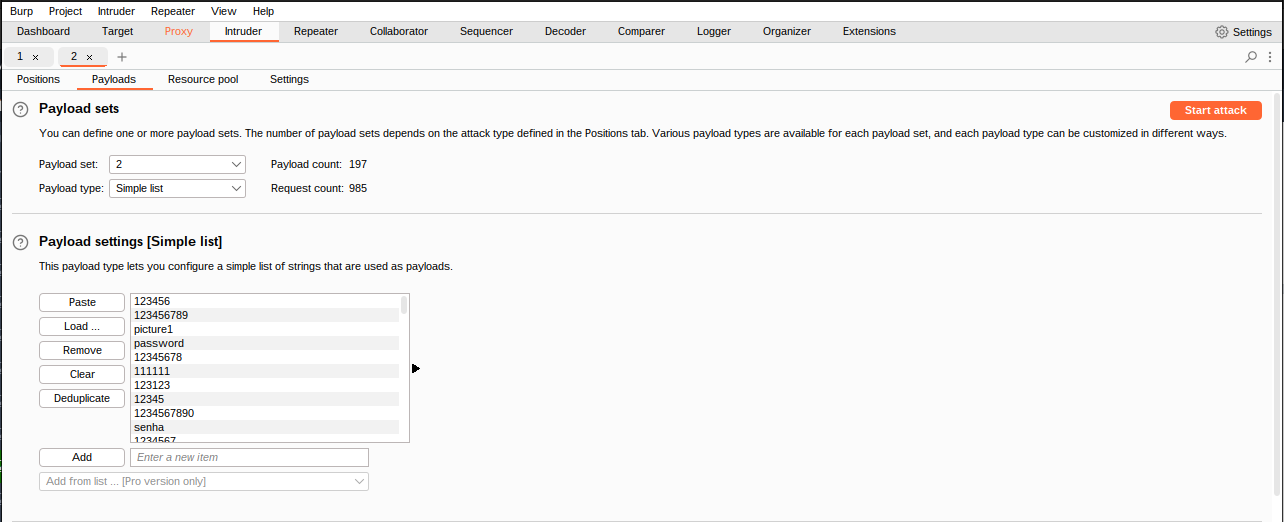 Burp Project Intruder Repeater View Help
Dashboard Target Proxy Intruder Repeater Collaborator Sequencer Decoder Comparer Logger Organizer Extensions Settings
1 × 2 × +
Positions Payloads Resource pool Settings
? Payload sets Start attack
You can define one or more payload sets. The number of payload sets depends on the attack type defined in the Positions tab. Various payload types are available for each payload set, and each payload type can be customized in different ways.
Payload set: 2 Payload count: 197
Payload type: Simple list Request count: 985
? Payload settings [Simple list]
This payload type lets you configure a simple list of strings that are used as payloads.
Paste
Load ...
Remove
Clear
Deduplicate
123456
123456789
picture1
password
12345678
111111
123123
12345
1234567890
senha
1234567
Add Enter a new item
Add from list ... [Pro version only]